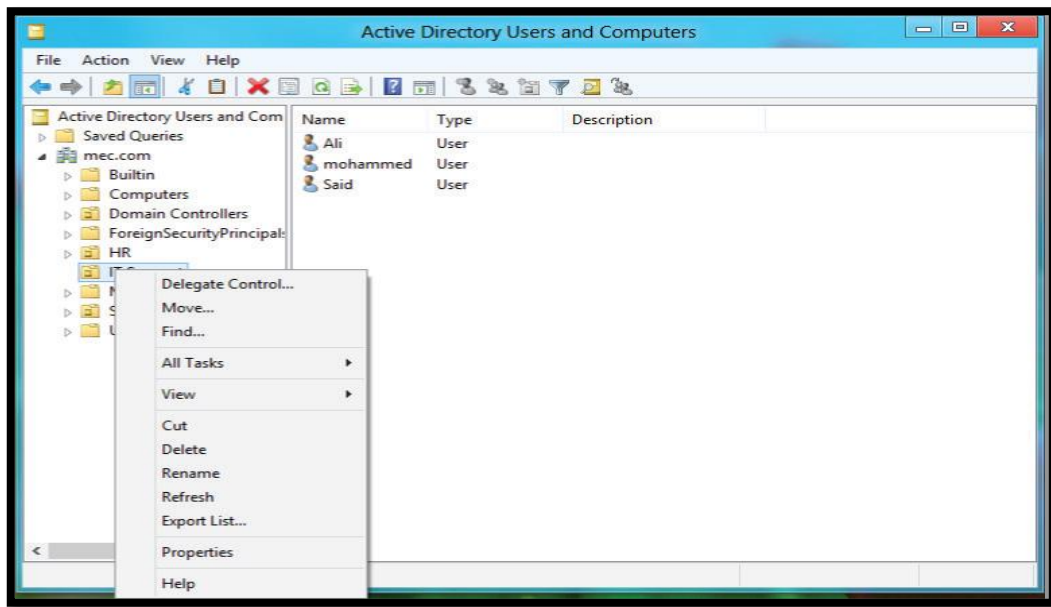 Active Directory Users and Computers
File Action View Help
Active Directory Users and Com
Name Type Description
Saved Queries
mec.com
Builtin
Computers
Domain Controllers
ForeignSecurityPrincipals
HR
Ali User
mohammed User
Said User
Delegate Control...
Move...
Find...
All Tasks
View
Cut
Delete
Rename
Refresh
Export List...
Properties
Help